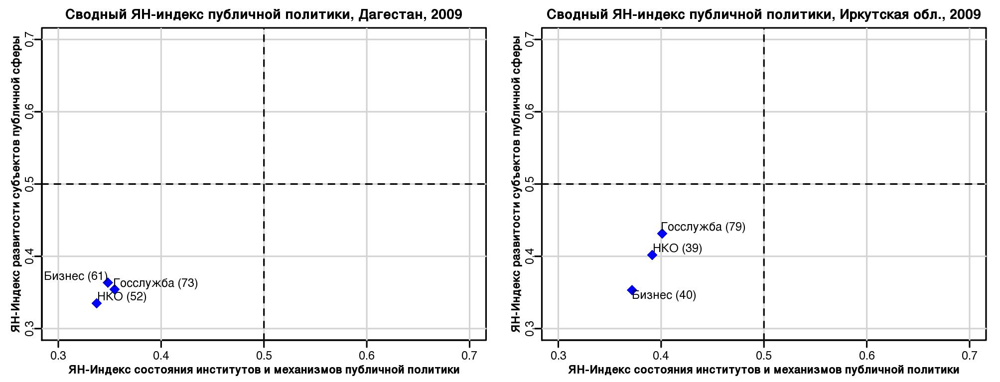 Сводный ЯН-индекс публичной политики, Дагестан, 2009
ЯН-Индекс развитости субъектов публичной сферы
0.7
0.6
0.5
0.4
0.3
Бизнес (61)
Госслужба (73)
НКО (52)
0.3 0.4 0.5 0.6 0.7
ЯН-Индекс состояния институтов и механизмов публичной политики
Сводный ЯН-индекс публичной политики, Иркутская обл., 2009
ЯН-Индекс развитости субъектов публичной сферы
0.7
0.6
0.5
0.4
0.3
Госслужба (79)
НКО (39)
Бизнес (40)
0.3 0.4 0.5 0.6 0.7
ЯН-Индекс состояния институтов и механизмов публичной политики